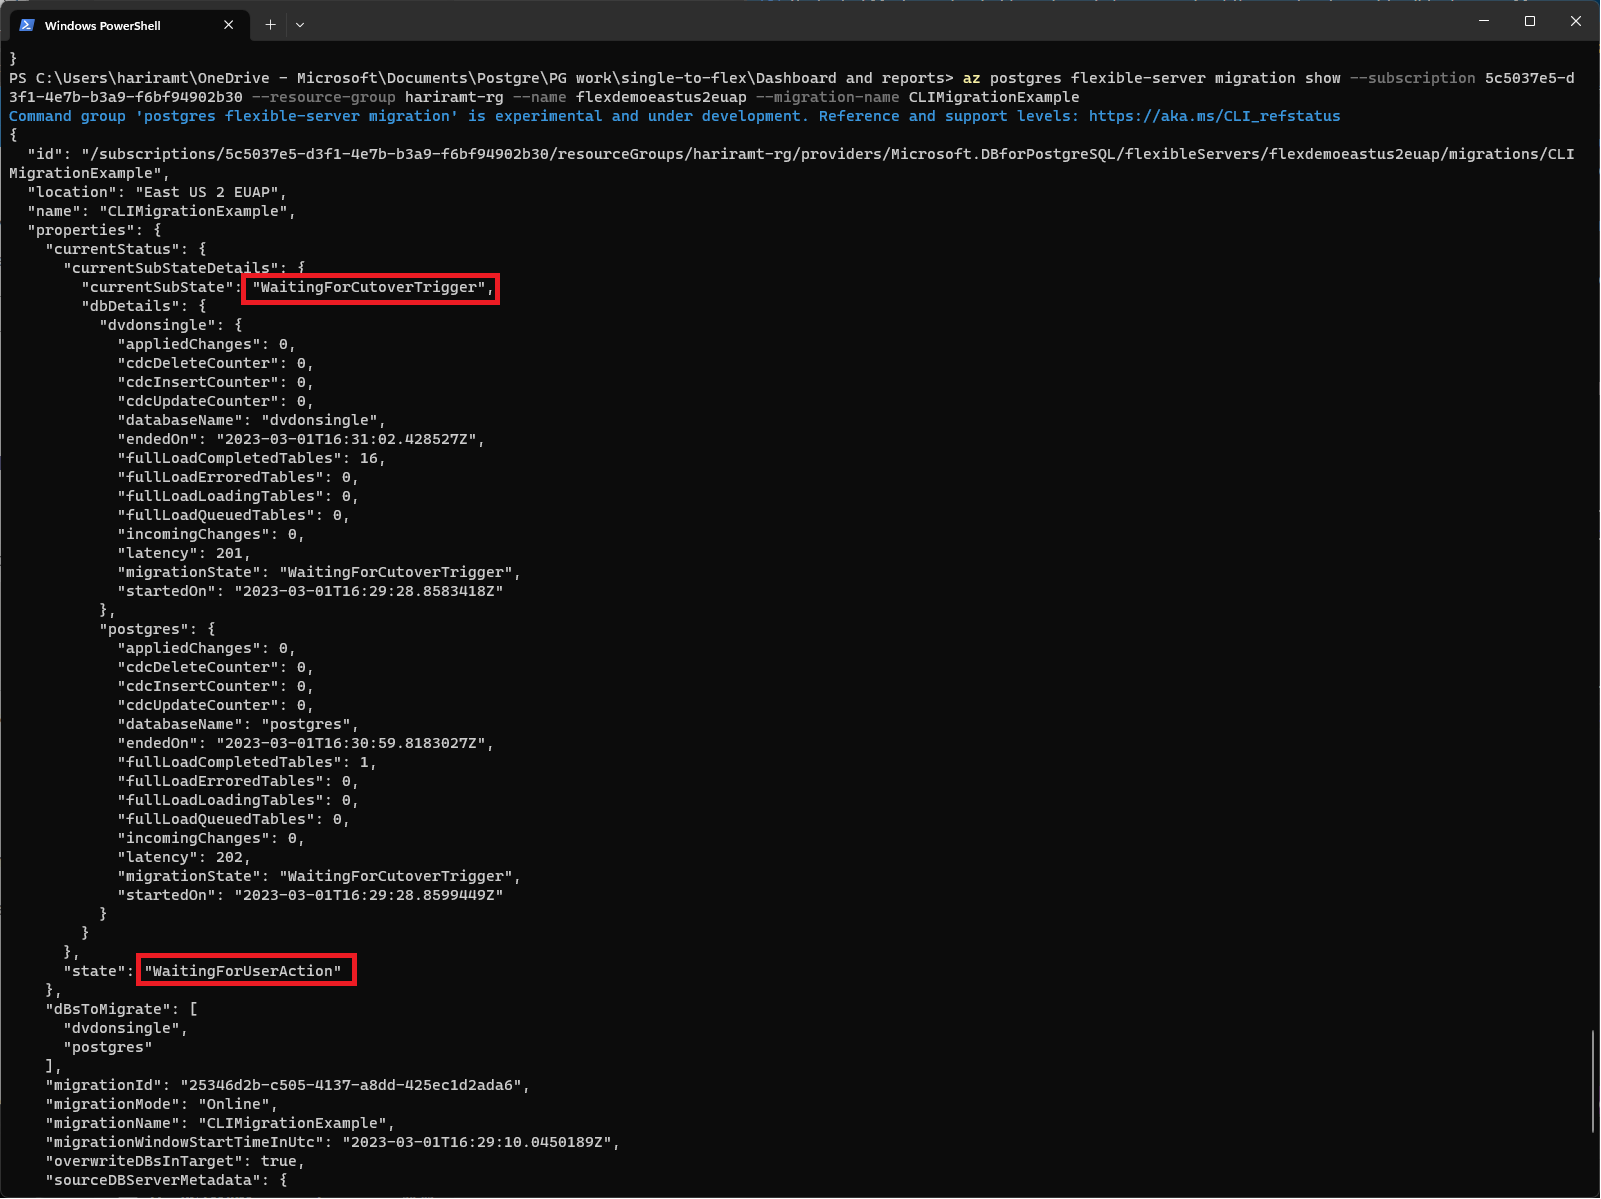 Windows PowerShell
}
PS C:\Users\hariramt\OneDrive - Microsoft\Documents\Postgre\PG work\single-to-flex\Dashboard and reports> az postgres flexible-server migration show --subscription 5c5037e5-d
3f1-4e7b-b3a9-f6bf94902b30 --resource-group hariramt-rg --name flexdemoeastus2euap --migration-name CLIMigrationExample
Command group 'postgres flexible-server migration' is experimental and under development. Reference and support levels: https://aka.ms/CLI_refstatus
{
  "id": "/subscriptions/5c5037e5-d3f1-4e7b-b3a9-f6bf94902b30/resourceGroups/hariramt-rg/providers/Microsoft.DBforPostgreSQL/flexibleServers/flexdemoeastus2euap/migrations/CLI
MigrationExample",
  "location": "East US 2 EUAP",
  "name": "CLIMigrationExample",
  "properties": {
    "currentStatus": {
      "currentSubStateDetails": {
        "currentSubState": "WaitingForCutoverTrigger",
        "dbDetails": {
          "dvdonsingle": {
            "appliedChanges": 0,
            "cdcDeleteCounter": 0,
            "cdcInsertCounter": 0,
            "cdcUpdateCounter": 0,
            "databaseName": "dvdonsingle",
            "endedOn": "2023-03-01T16:31:02.428527Z",
            "fullLoadCompletedTables": 16,
            "fullLoadErroredTables": 0,
            "fullLoadLoadingTables": 0,
            "fullLoadQueuedTables": 0,
            "incomingChanges": 0,
            "latency": 201,
            "migrationState": "WaitingForCutoverTrigger",
            "startedOn": "2023-03-01T16:29:28.8583418Z"
          },
          "postgres": {
            "appliedChanges": 0,
            "cdcDeleteCounter": 0,
            "cdcInsertCounter": 0,
            "cdcUpdateCounter": 0,
            "databaseName": "postgres",
            "endedOn": "2023-03-01T16:30:59.8183027Z",
            "fullLoadCompletedTables": 1,
            "fullLoadErroredTables": 0,
            "fullLoadLoadingTables": 0,
            "fullLoadQueuedTables": 0,
            "incomingChanges": 0,
            "latency": 202,
            "migrationState": "WaitingForCutoverTrigger",
            "startedOn": "2023-03-01T16:29:28.8599449Z"
          }
        }
      },
      "state": "WaitingForUserAction"
    },
    "dBsToMigrate": [
      "dvdonsingle",
      "postgres"
    ],
    "migrationId": "25346d2b-c505-4137-a8dd-425ec1d2ada6",
    "migrationMode": "Online",
    "migrationName": "CLIMigrationExample",
    "migrationWindowStartTimeInUtc": "2023-03-01T16:29:10.0450189Z",
    "overwriteDBsInTarget": true,
    "sourceDBServerMetadata": {